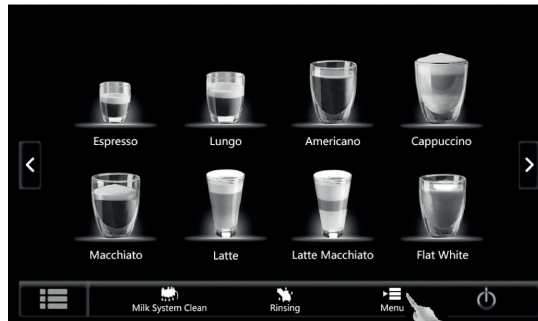 Espresso
Lungo
Americano
Cappuccino
Macchiato
Latte
Latte Macchiato
Flat White
Milk System Clean
Rinsing
Menu